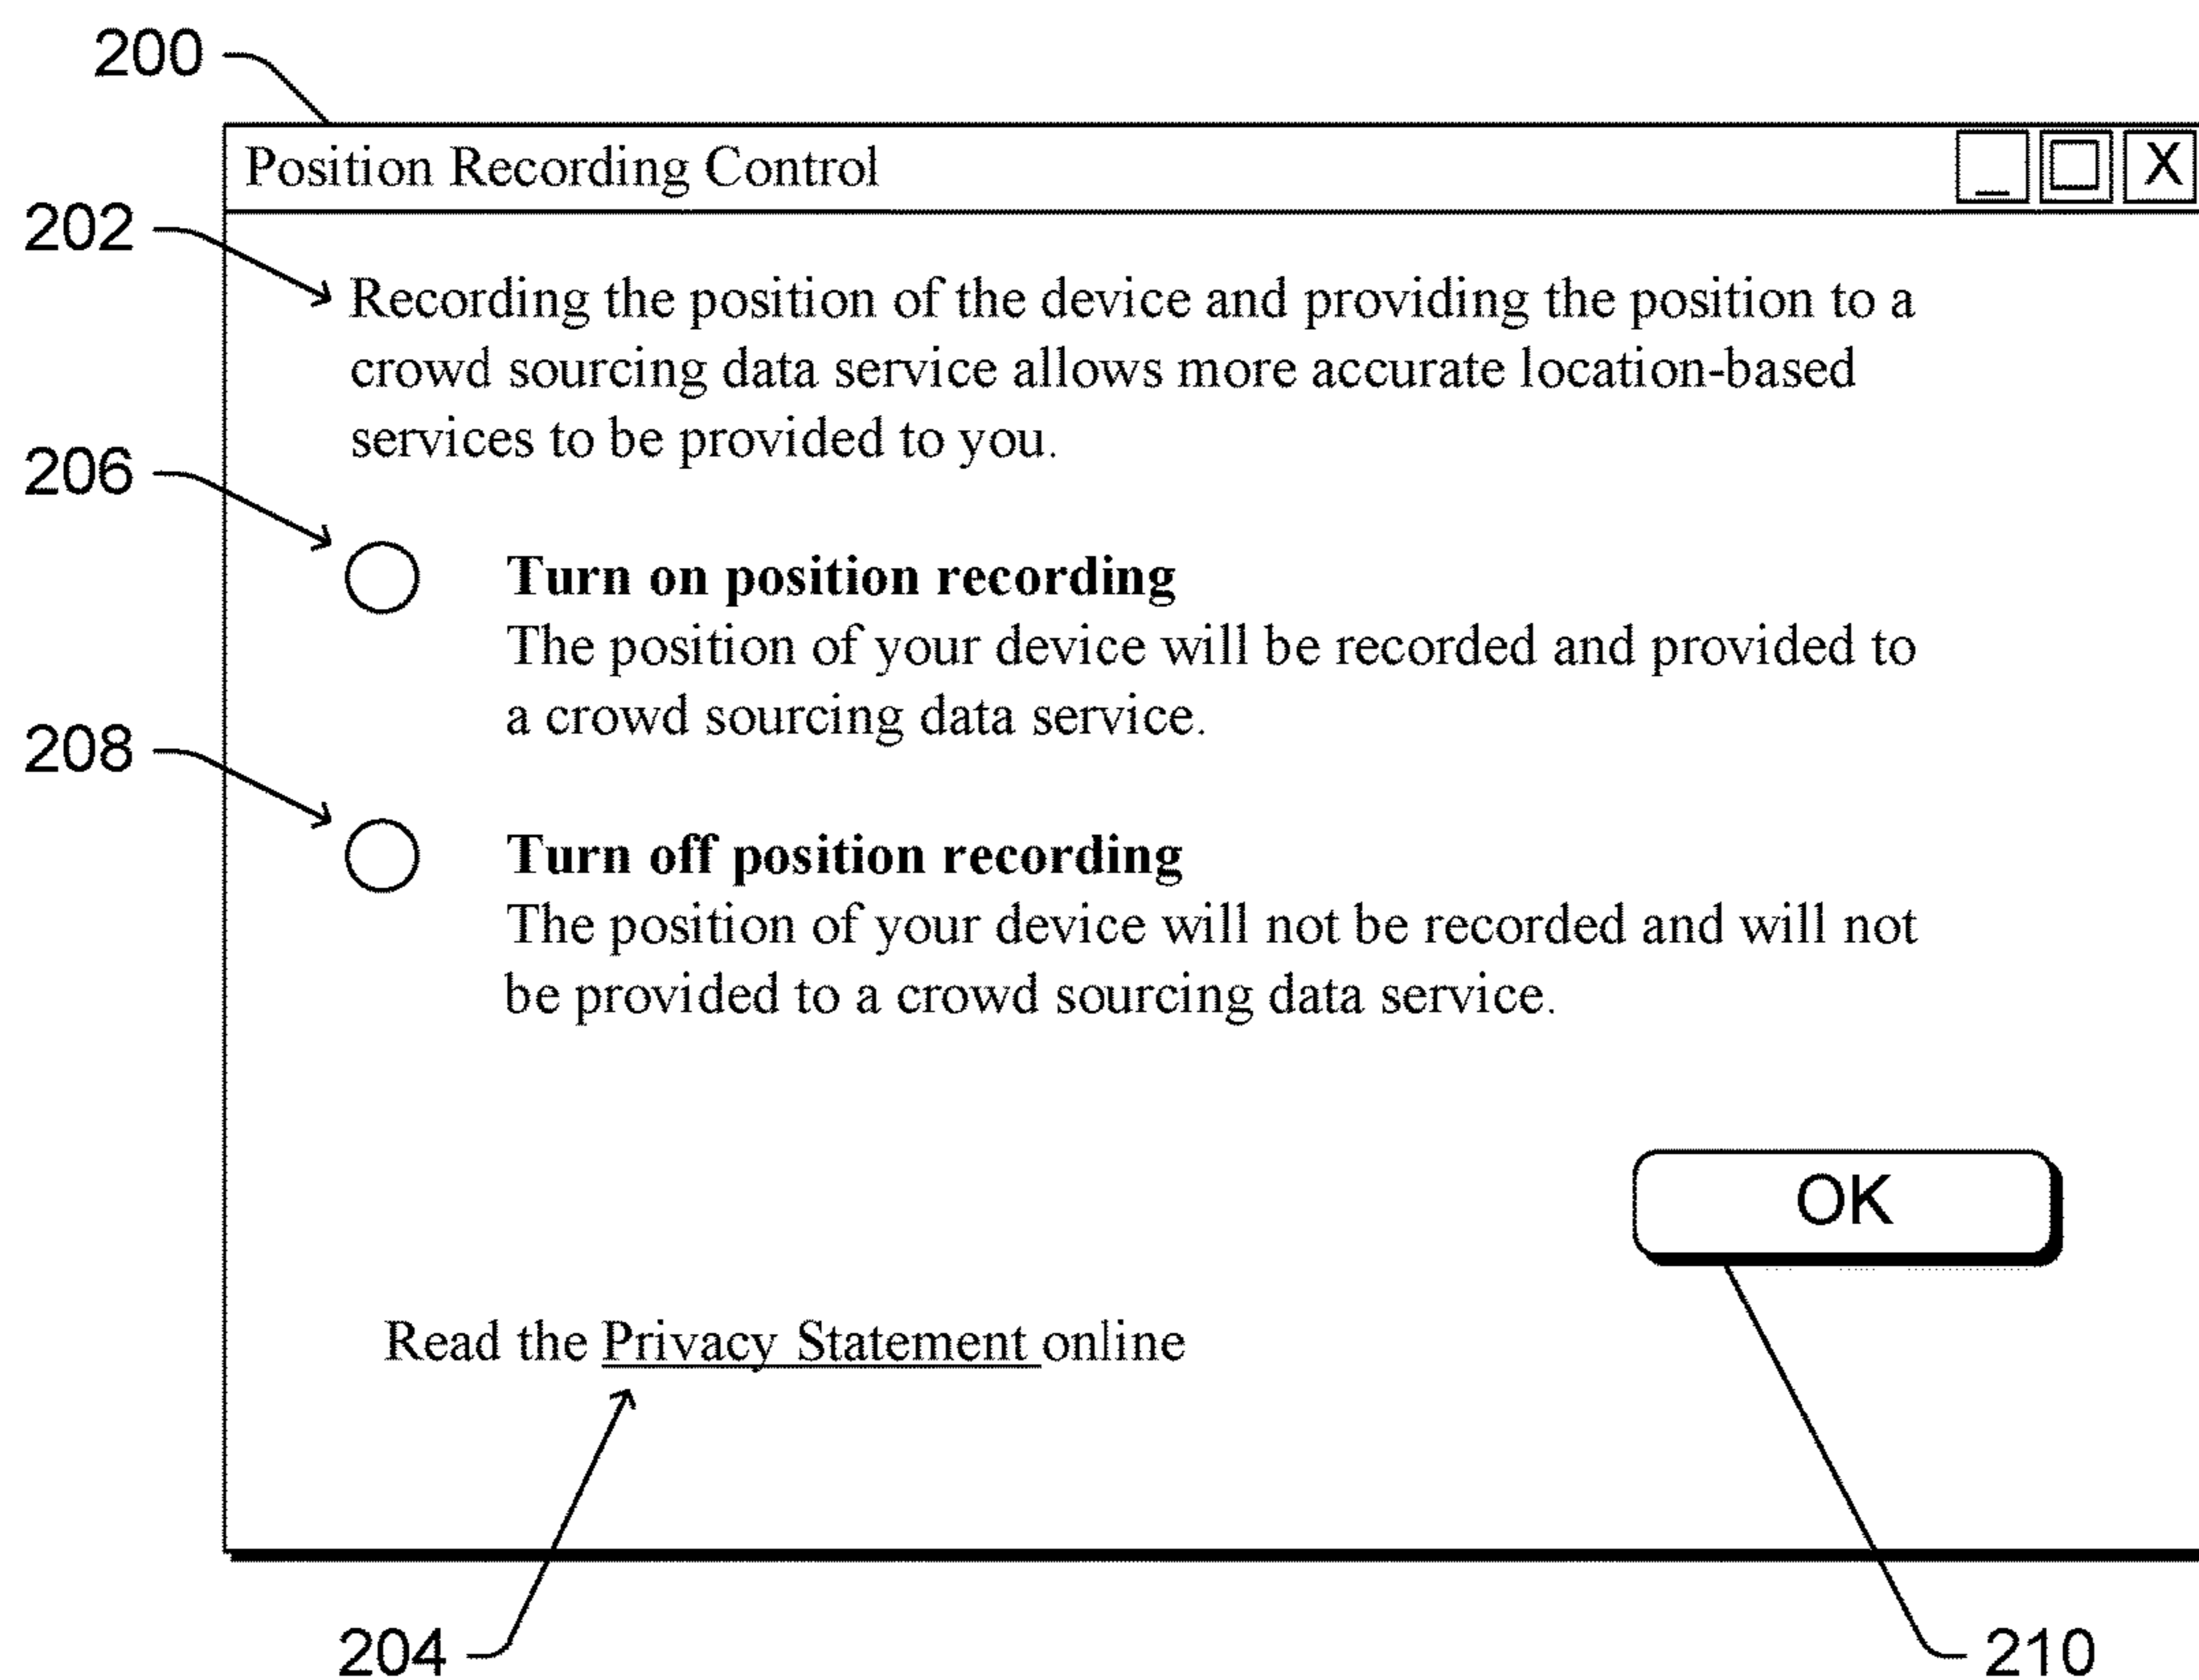 200
Position Recording Control _ X
202
Recording the position of the device and providing the position to a
crowd sourcing data service allows more accurate location-based
services to be provided to you.
206
Turn on position recording
The position of your device will be recorded and provided to
a crowd sourcing data service.
208
Turn off position recording
The position of your device will not be recorded and will not
be provided to a crowd sourcing data service.
OK
Read the Privacy Statement online
204 210